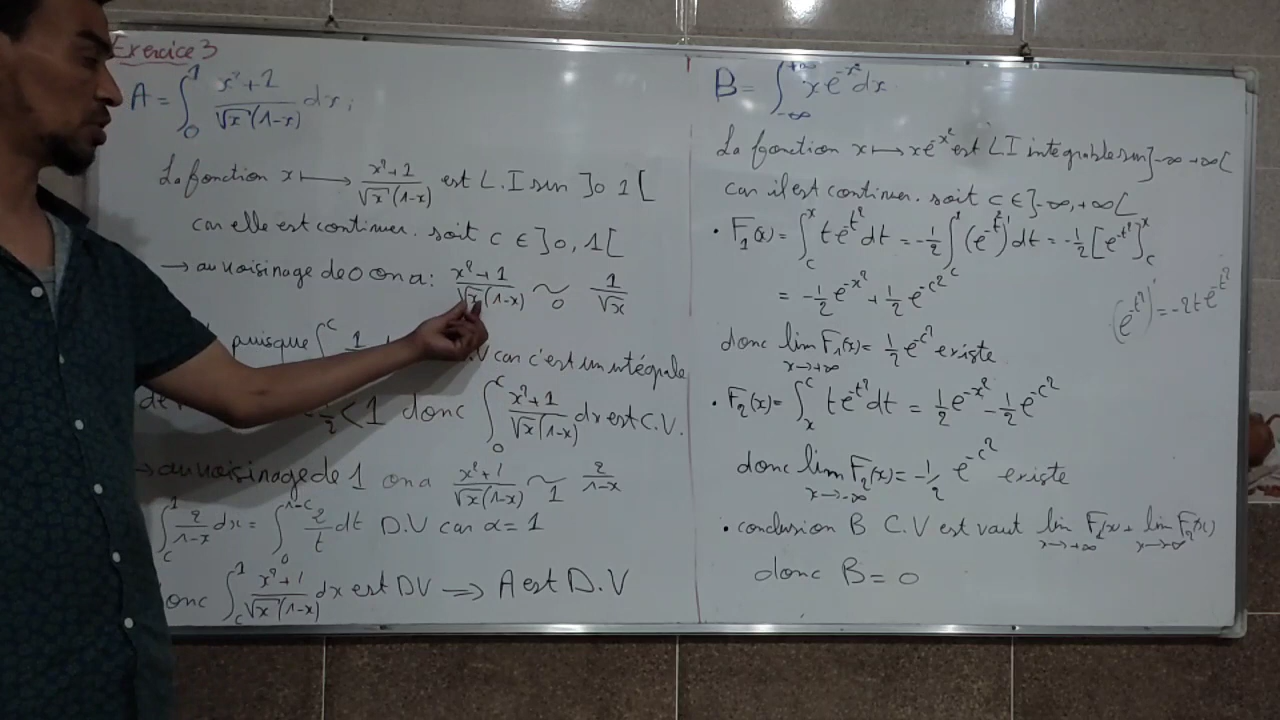 Exercice 3
A = ∫₀¹ (x²+1)/(√x (1-x)) dx ;
La fonction x ⟼ (x²+1)/(√x (1-x)) est L.I sur ]0 1[
car elle est continue. soit c ∈ ]0, 1[
→ au voisinage de 0 on a : (x²+1)/(√x (1-x)) ~₀ 1/√x
puisque ∫ᶜ 1 car c'est un intégrale
1/2 < 1 donc ∫₀ᶜ (x²+1)/(√x (1-x)) dx est C.V.
→ au voisinage de 1 on a (x²+1)/(√x (1-x)) ~₁ 2/(1-x)
∫_c¹ 2/(1-x) dx = ∫₀^(1-c) 2/t dt D.V car α = 1
donc ∫_c¹ (x²+1)/(√x (1-x)) dx est DV ⟹ A est D.V
B = ∫_-∞^+∞ x e^(-x²) dx
La fonction x ⟼ x e^(-x²) est L I intégrable sur ]-∞ +∞[
car il est continue. soit c ∈ ]-∞, +∞[
• F₁(x) = ∫_c^x t e^(-t²) dt = -1/2 ∫_c^x (e^(-t²))' dt = -1/2 [e^(-t²)]_c^x
= -1/2 e^(-x²) + 1/2 e^(-c²)
(e^(-t²))' = -2t e^(-t²)
donc lim_(x→+∞) F₁(x) = 1/2 e^(-c²) existe
• F₂(x) = ∫_x^c t e^(-t²) dt = 1/2 e^(-x²) - 1/2 e^(-c²)
donc lim_(x→-∞) F₂(x) = -1/2 e^(-c²) existe
• conclusion B C.V est vaut lim_(x→+∞) F₁(x) + lim_(x→-∞) F₂(x)
donc B = 0